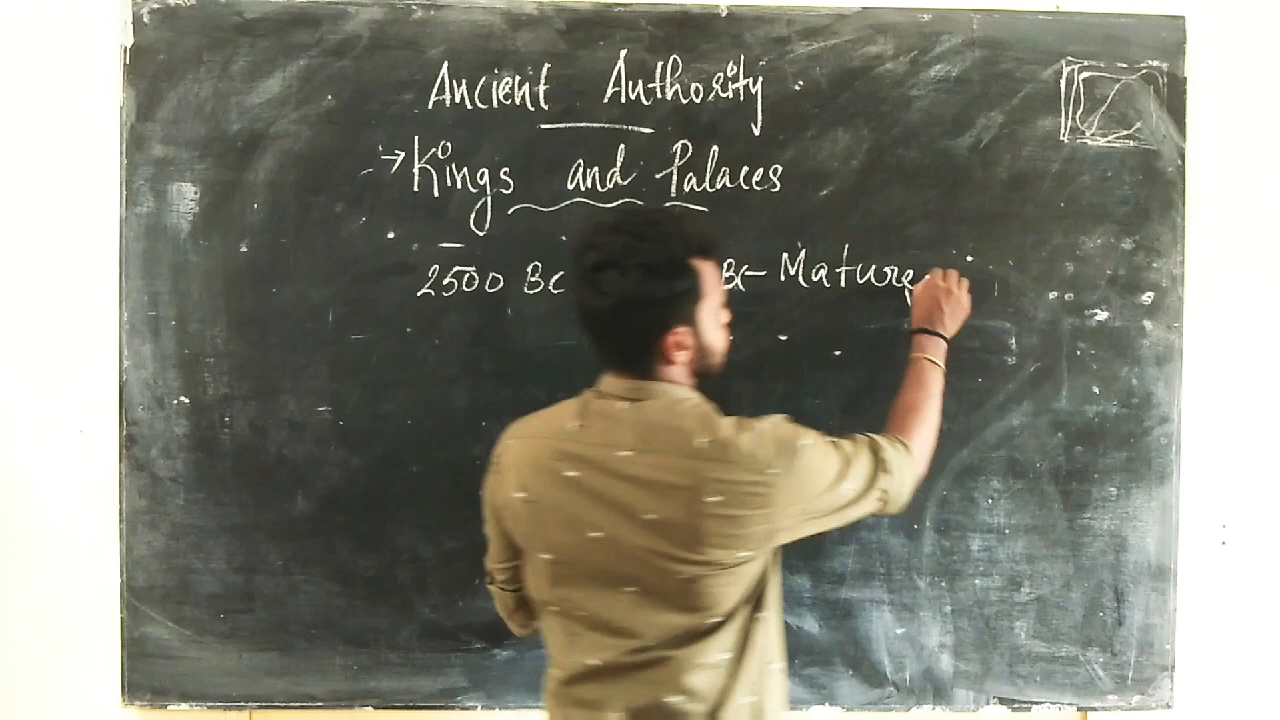 Ancient Authority
→Kings and Palaces
2500 BC BC- Mature